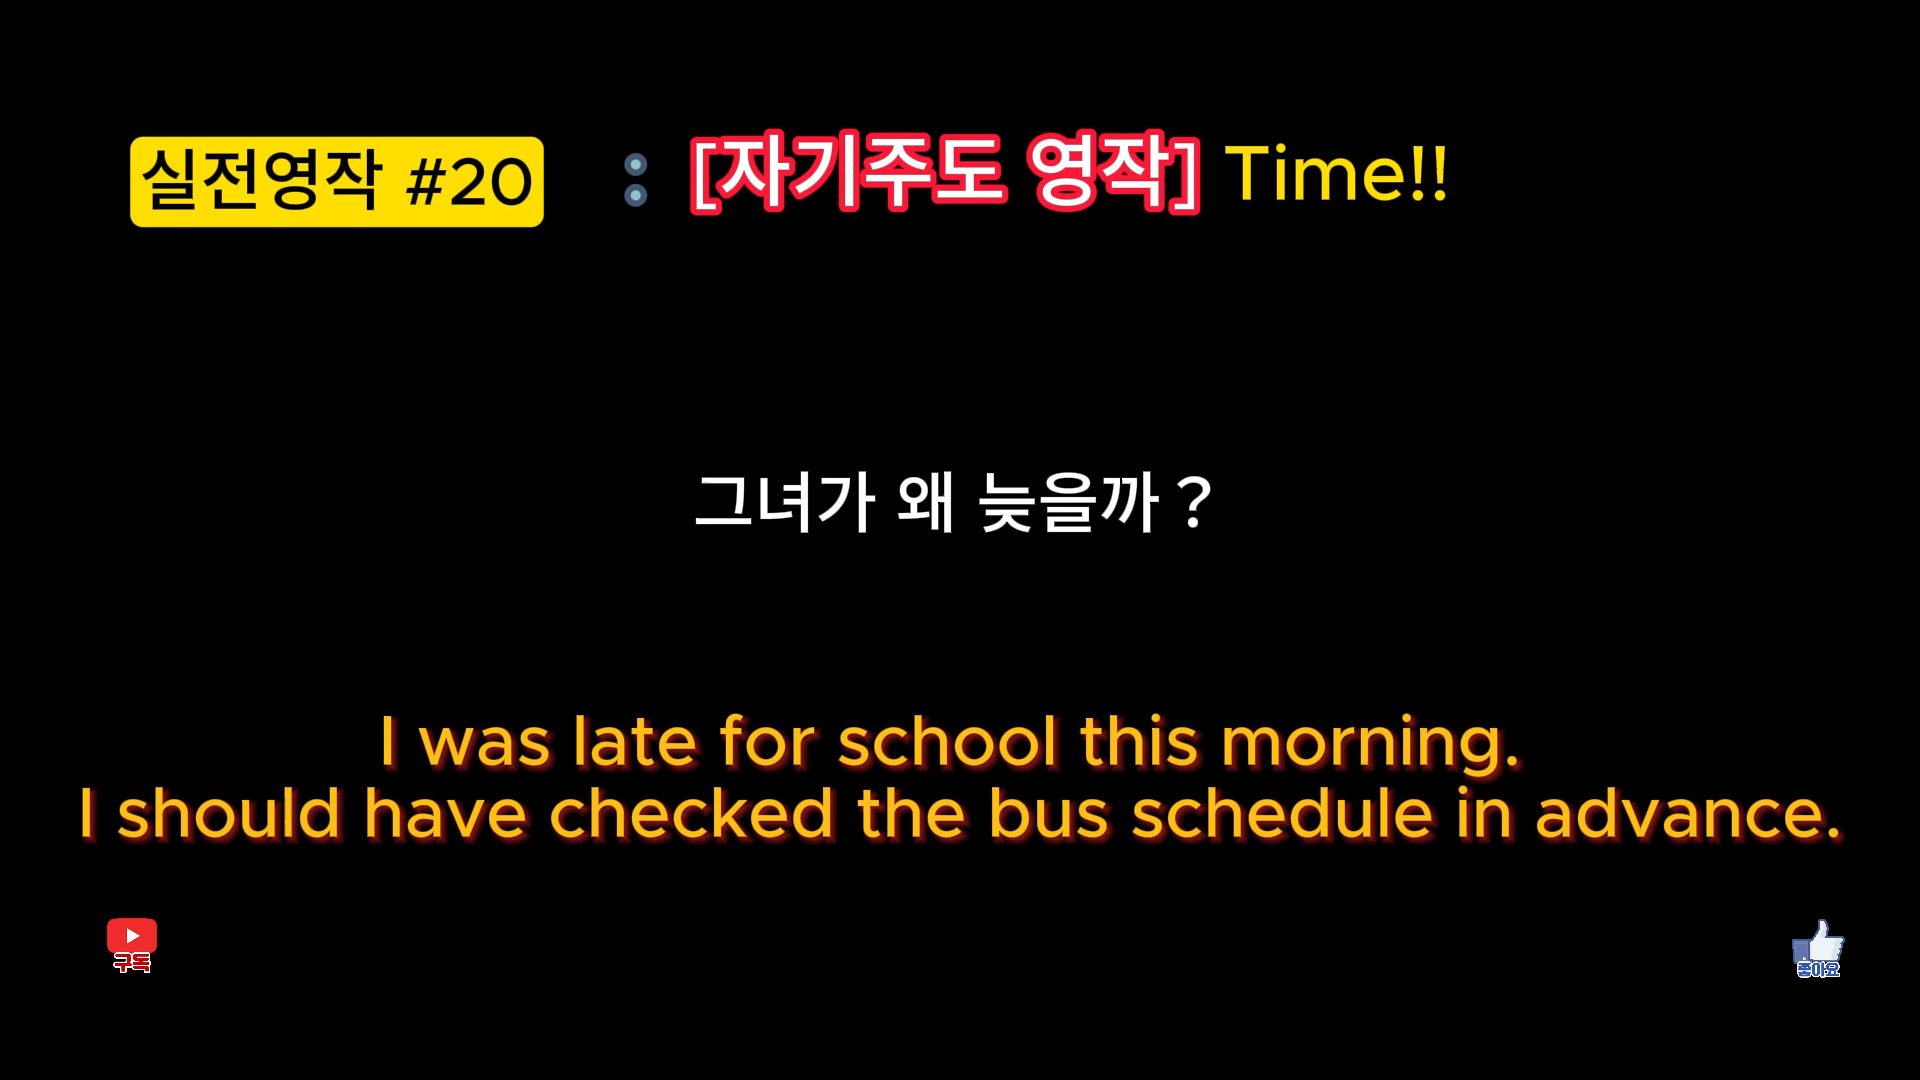 실전영작 #20 : [자기주도 영작] Time!!
그녀가 왜 늦을까?
I was late for school this morning.
I should have checked the bus schedule in advance.
구독
좋아요